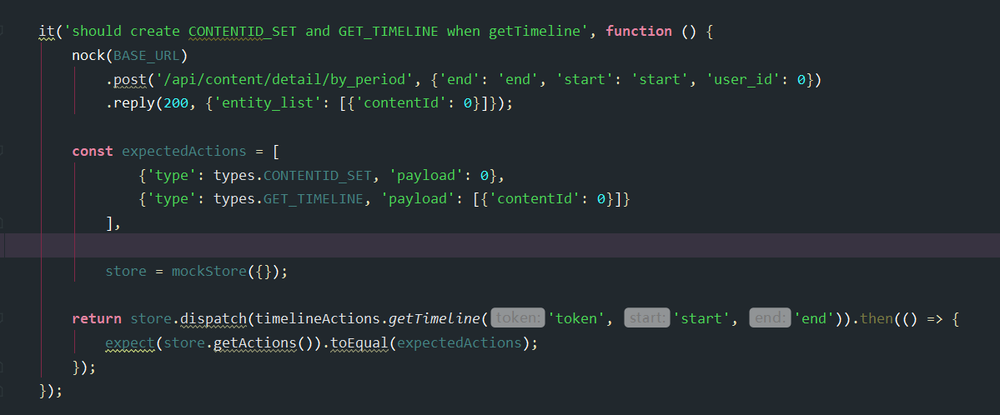 it('should create CONTENTID_SET and GET_TIMELINE when getTimeline', function () {
nock(BASE_URL)
.post('/api/content/detail/by_period', {'end': 'end', 'start': 'start', 'user_id': 0})
.reply(200, {'entity_list': [{'contentId': 0}]});
const expectedActions = [
{'type': types.CONTENTID_SET, 'payload': 0},
{'type': types.GET_TIMELINE, 'payload': [{'contentId': 0}]}
],
store = mockStore({});
return store.dispatch(timelineActions.getTimeline( token: 'token', start: 'start', end: 'end')).then(() => {
expect(store.getActions()).toEqual(expectedActions);
});
});